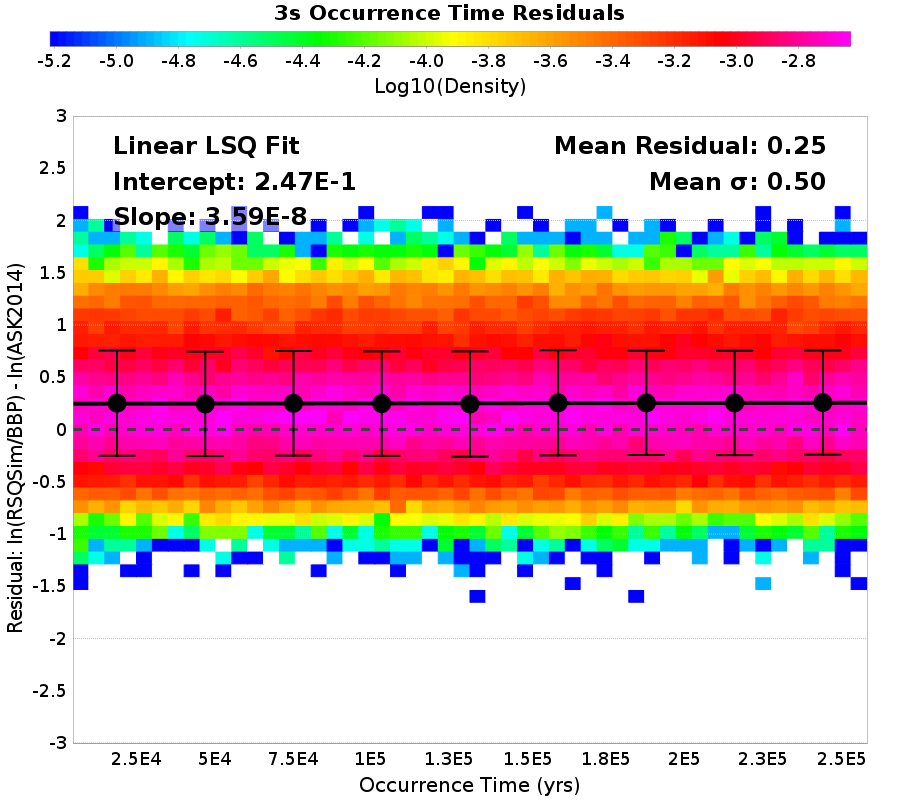 3s Occurrence Time Residuals
-5.2 -5.0 -4.8 -4.6 -4.4 -4.2 -4.0 -3.8 -3.6 -3.4 -3.2 -3.0 -2.8
Log10(Density)
Linear LSQ Fit
Intercept: 2.47E-1
Slope: 3.59E-8
Mean Residual: 0.25
Mean σ: 0.50
Residual: ln(RSQSim/BBP) - ln(ASK2014)
3
2.5
2
1.5
1
0.5
0
-0.5
-1
-1.5
-2
-2.5
-3
2.5E4 5E4 7.5E4 1E5 1.3E5 1.5E5 1.8E5 2E5 2.3E5 2.5E5
Occurrence Time (yrs)